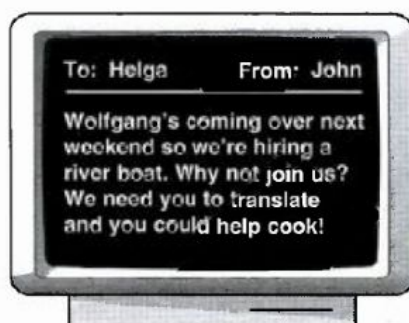 To: Helga From: John
Wolfgang's coming over next
weekend so we're hiring a
river boat. Why not join us?
We need you to translate
and you could help cook!